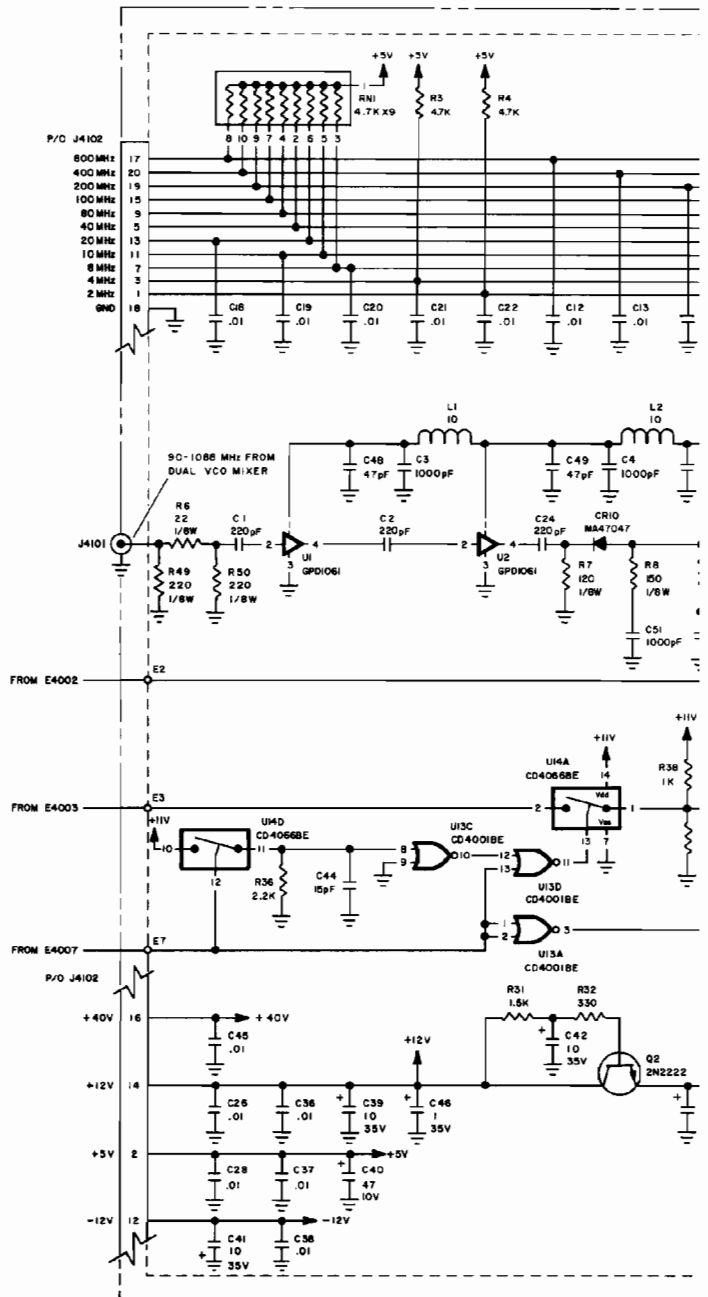 +5V
+5V
+5V
1
RN1
4.7K X9
R3
4.7K
R4
4.7K
P/O J4102
8 10 9 7 4 2 6 5 3
800MHz 17
400MHz 20
200MHz 19
100MHz 15
80MHz 9
40MHz 5
20MHz 13
10MHz 11
8MHz 7
4MHz 3
2MHz 1
GND 18
C18
.01
C19
.01
C20
.01
C21
.01
C22
.01
C12
.01
C13
.01
L1
10
L2
10
90-1088 MHz FROM
DUAL VCO MIXER
C48
47pF
C3
1000pF
C49
47pF
C4
1000pF
R6
22
1/8W
C1
220pF
C2
220pF
C24
220pF
CR10
MA47047
J4101
2 4
3
U1
GPD1061
2 4
3
U2
GPD1061
R49
220
1/8W
R50
220
1/8W
R7
120
1/8W
R8
150
1/8W
C51
1000pF
E2
FROM E4002
+11V
+11V
U14A
CD4066BE
14
R38
1K
Vdd
E3
FROM E4003
2
1
Vss
13 7
+11V
U14D
CD4066BE
10
11
12
U13C
CD4001BE
8
9
10
12
13
11
R36
2.2K
C44
15pF
U13D
CD4001BE
1
2
3
E7
FROM E4007
U13A
CD4001BE
P/O J4102
R31
1.5K
R32
330
+40V 16
+40V
C45
.01
+12V
+
C42
10
35V
Q2
2N2222
+12V 14
C25
.01
C36
.01
+
C39
10
35V
+
C46
1
35V
+
+5V 2
+5V
C28
.01
C37
.01
+
C40
47
10V
-12V 12
-12V
C41
10
35V
+
C38
.01